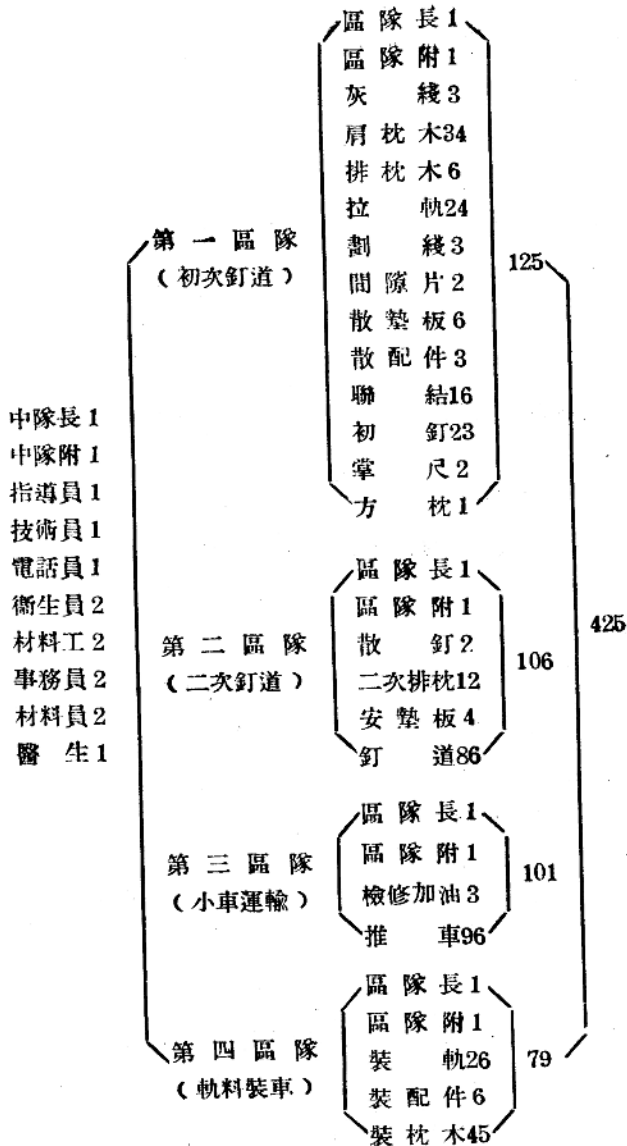 中隊長1
中隊附1
指導員1
技術員1
電話員1
衞生員2
材料工2
事務員2
材料員2
醫生1
第一區隊
（初次釘道）
區隊長1
區隊附1
灰綫3
肩枕木34
排枕木6
拉軌24
劃綫3
間隙片2
散墊板6
散配件3
聯結16
初釘23
掌尺2
方枕1
125
第二區隊
（二次釘道）
區隊長1
區隊附1
散釘2
二次排枕12
安墊板4
釘道86
106
第三區隊
（小車運輸）
區隊長1
區隊附1
檢修加油3
推車96
101
第四區隊
（軌料裝車）
區隊長1
區隊附1
裝軌26
裝配件6
裝枕木45
79
425